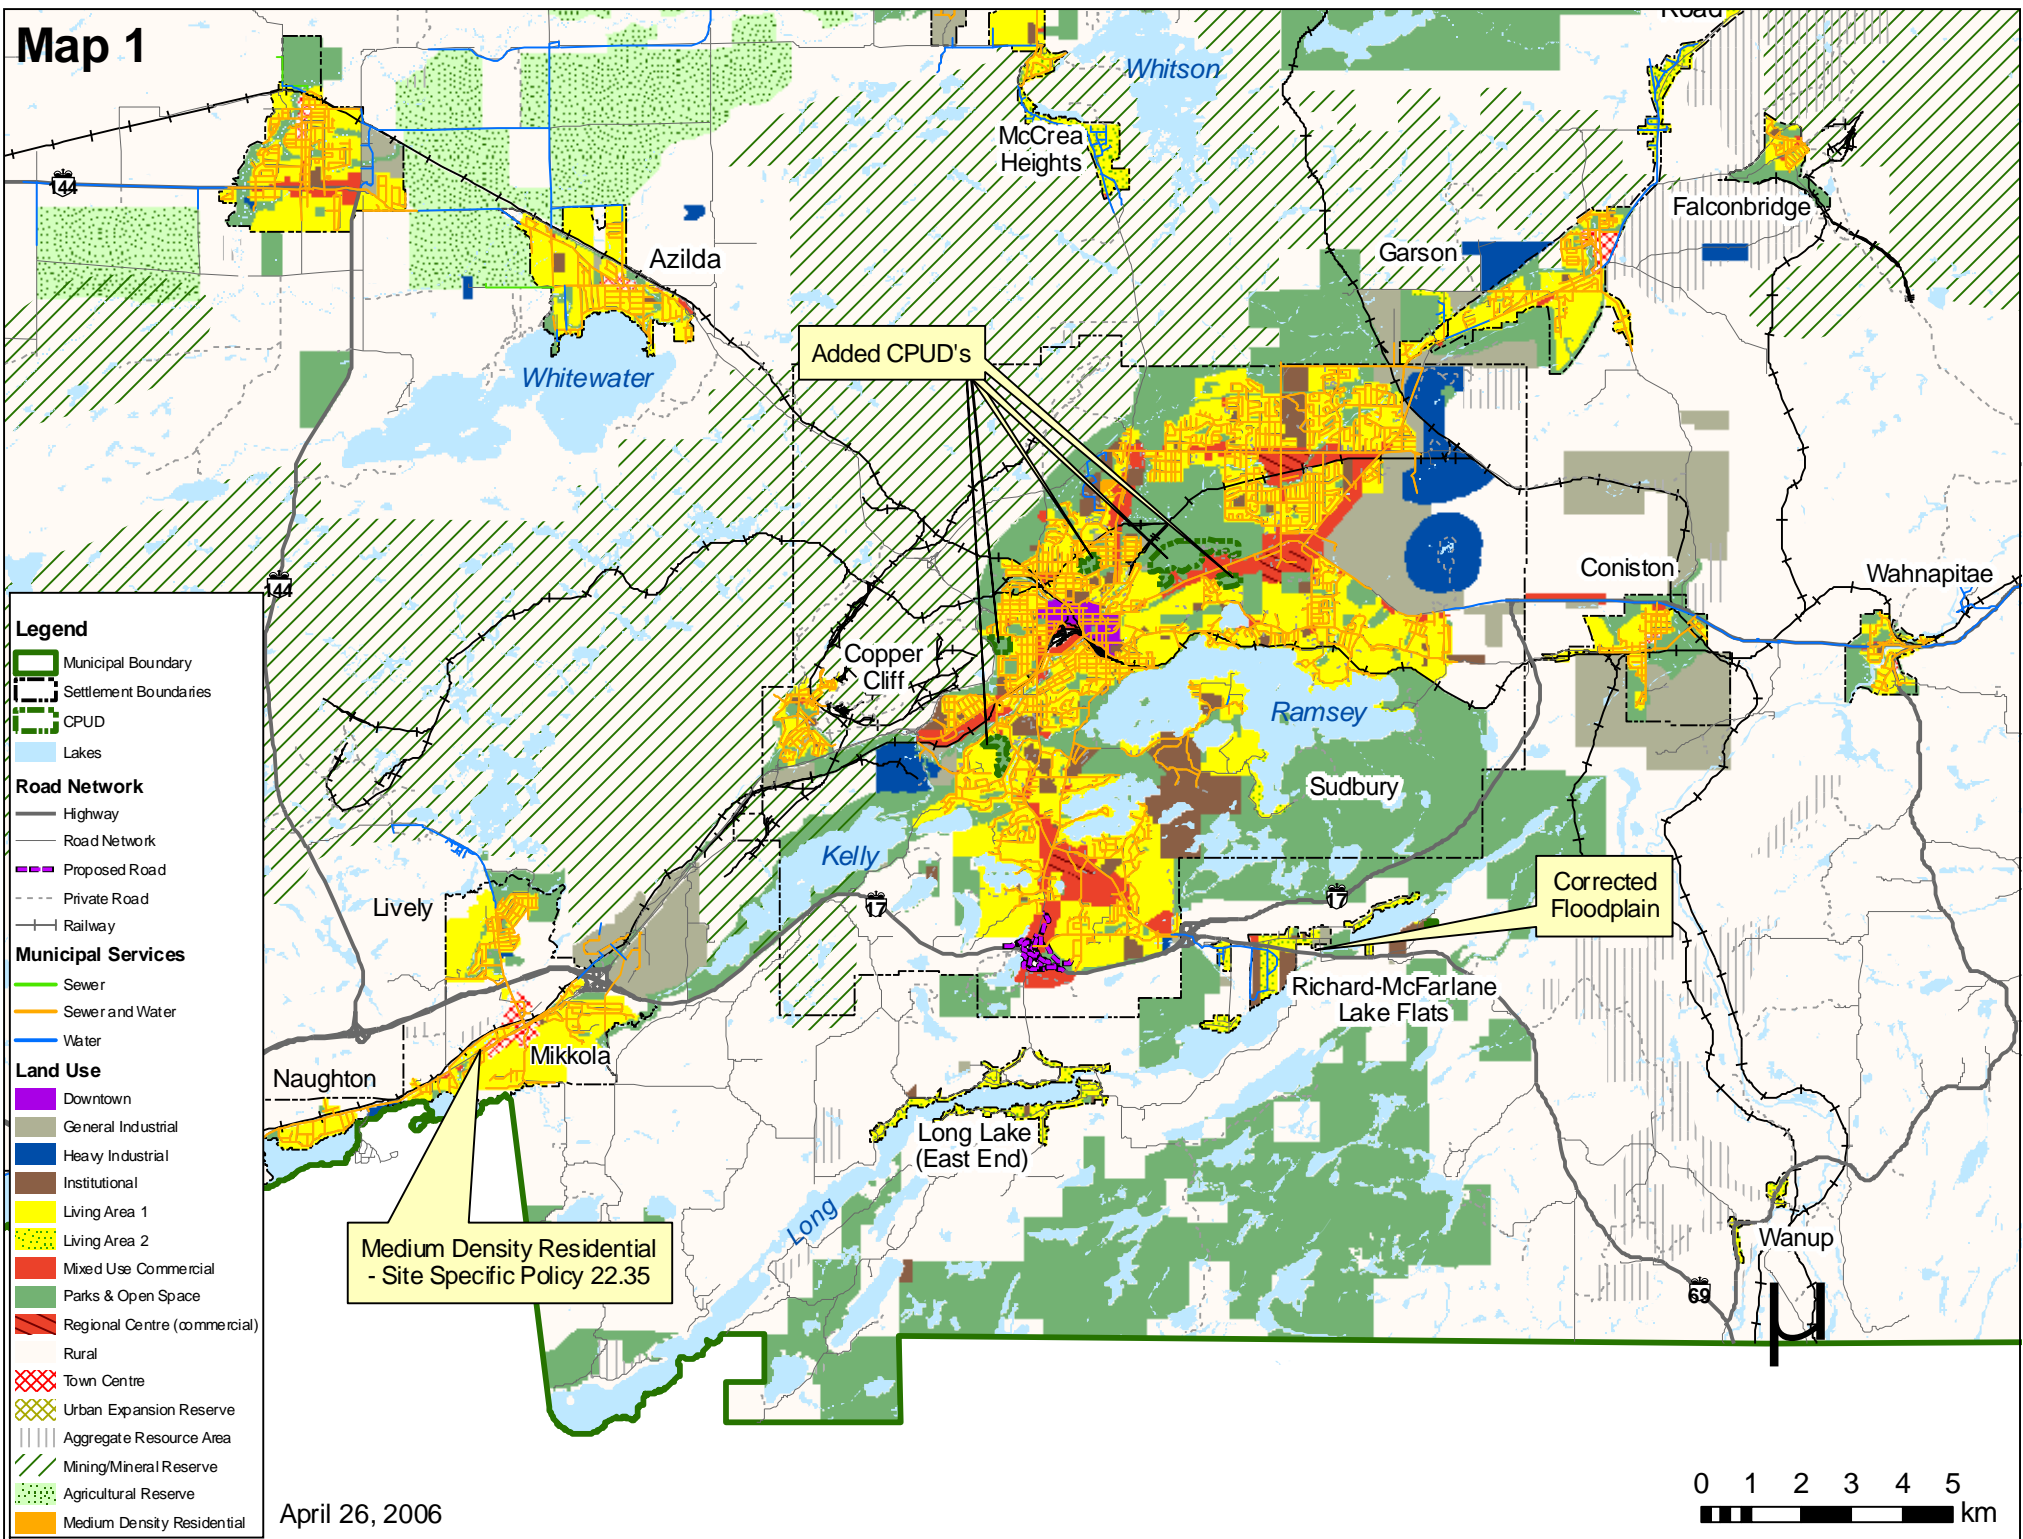 Map 1
Road
Whitson
McCrea
Heights
144
Falconbridge
Garson
Azilda
Added CPUD's
Whitewater
Coniston
Wahnapitae
144
Copper
Cliff
Ramsey
Sudbury
Kelly
Corrected
Floodplain
17
17
Lively
Richard-McFarlane
Lake Flats
Mikkola
Naughton
Long Lake
(East End)
Long
Medium Density Residential
- Site Specific Policy 22.35
Wanup
69
Legend
Municipal Boundary
Settlement Boundaries
CPUD
Lakes
Road Network
Highway
Road Network
Proposed Road
Private Road
Railway
Municipal Services
Sewer
Sewer and Water
Water
Land Use
Downtown
General Industrial
Heavy Industrial
Institutional
Living Area 1
Living Area 2
Mixed Use Commercial
Parks & Open Space
Regional Centre (commercial)
Rural
Town Centre
Urban Expansion Reserve
Aggregate Resource Area
Mining/Mineral Reserve
Agricultural Reserve
Medium Density Residential
April 26, 2006
0 1 2 3 4 5
km